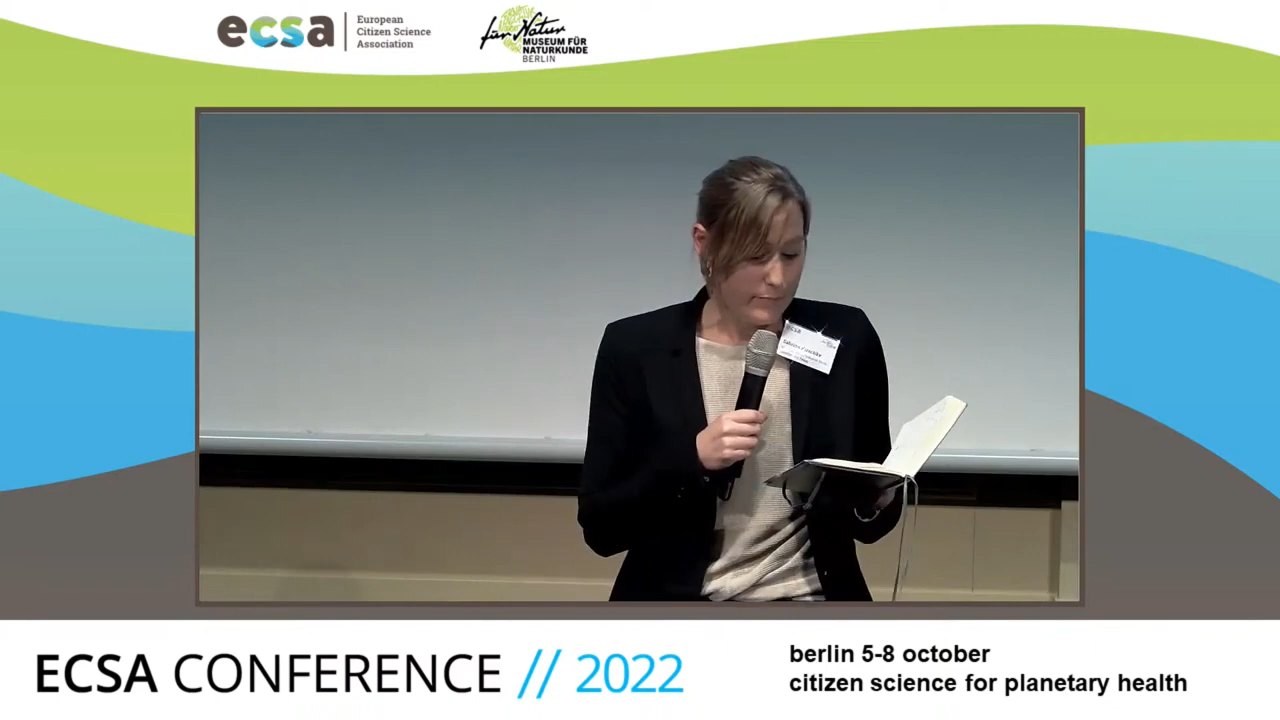 ecsa
European
Citizen Science
Association
für Natur
MUSEUM FÜR
NATURKUNDE
BERLIN
ecsa
ECSA CONFERENCE // 2022
berlin 5-8 october
citizen science for planetary health